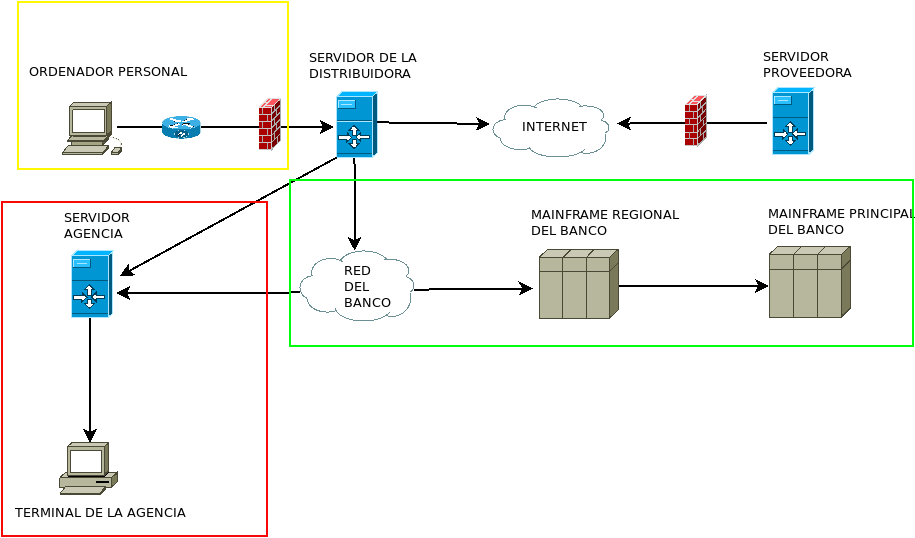 ORDENADOR PERSONAL
SERVIDOR DE LA
DISTRIBUIDORA
INTERNET
SERVIDOR
PROVEEDORA
SERVIDOR
AGENCIA
RED
DEL
BANCO
MAINFRAME REGIONAL
DEL BANCO
MAINFRAME PRINCIPAL
DEL BANCO
TERMINAL DE LA AGENCIA